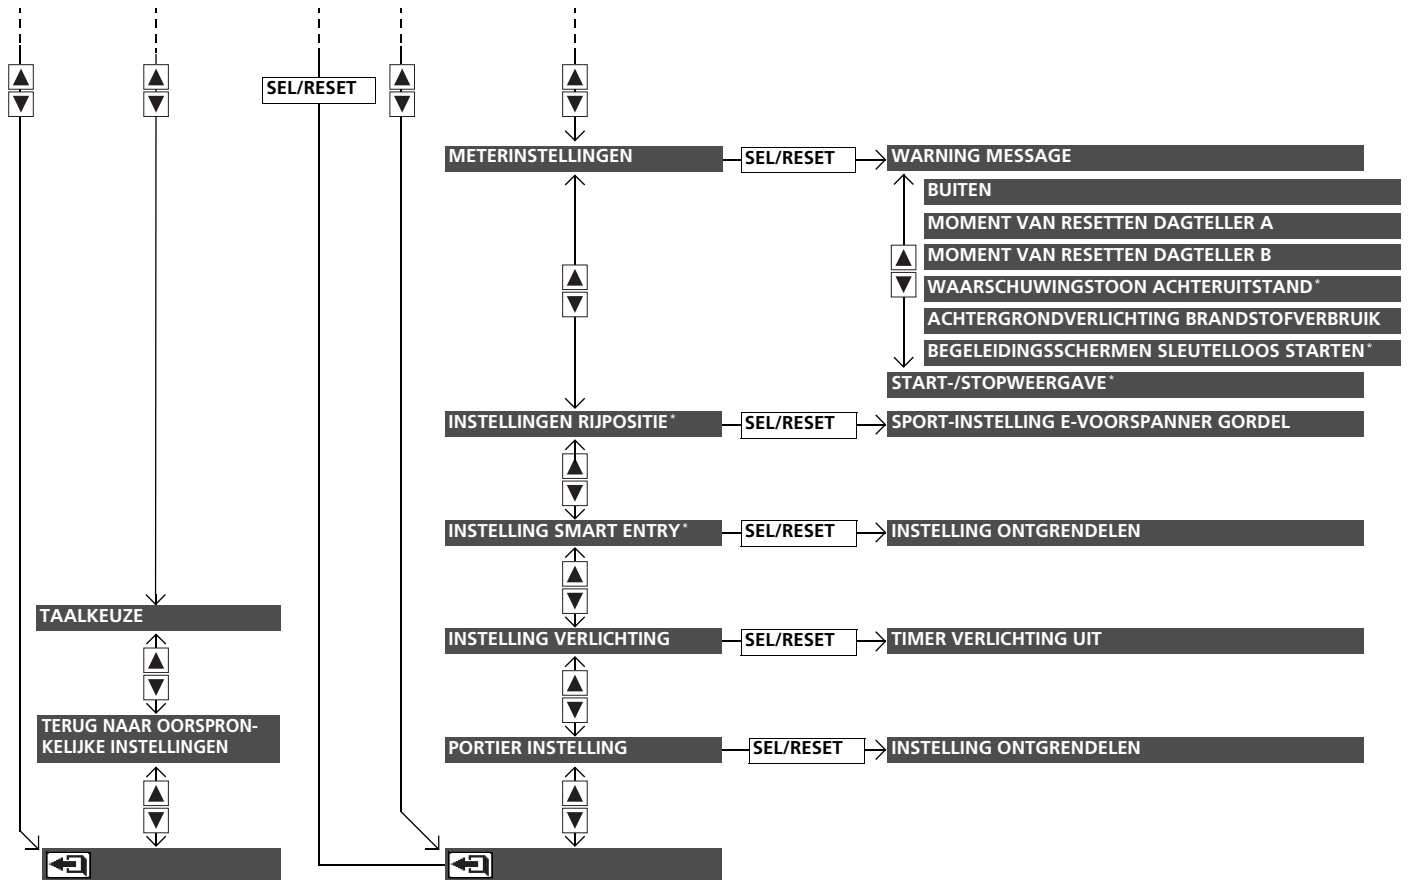 SEL/RESET
METERINSTELLINGEN
SEL/RESET
WARNING MESSAGE
BUITEN
MOMENT VAN RESETTEN DAGTELLER A
MOMENT VAN RESETTEN DAGTELLER B
WAARSCHUWINGSTOON ACHTERUITSTAND*
ACHTERGRONDVERLICHTING BRANDSTOFVERBRUIK
BEGELEIDINGSSCHERMEN SLEUTELLOOS STARTEN*
START-/STOPWEERGAVE*
INSTELLINGEN RIJPOSITIE*
SEL/RESET
SPORT-INSTELLING E-VOORSPANNER GORDEL
INSTELLING SMART ENTRY*
SEL/RESET
INSTELLING ONTGRENDELEN
TAALKEUZE
INSTELLING VERLICHTING
SEL/RESET
TIMER VERLICHTING UIT
TERUG NAAR OORSPRON-
KELIJKE INSTELLINGEN
PORTIER INSTELLING
SEL/RESET
INSTELLING ONTGRENDELEN